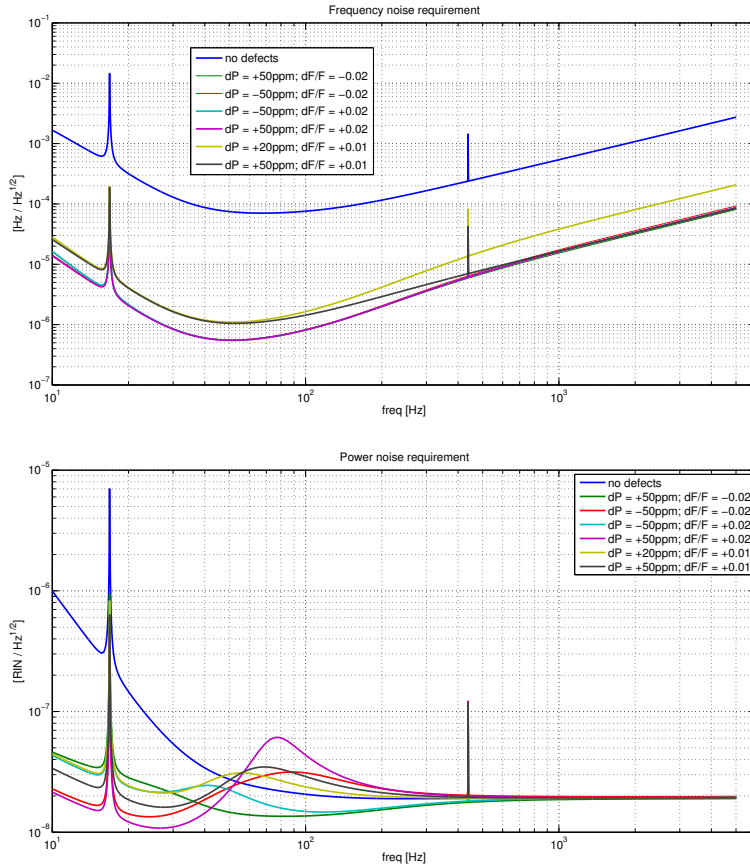 Frequency noise requirement
10^-1
10^-2
10^-3
10^-4
10^-5
10^-6
10^-7
[Hz / Hz^1/2]
no defects
dP = +50ppm; dF/F = −0.02
dP = −50ppm; dF/F = −0.02
dP = −50ppm; dF/F = +0.02
dP = +50ppm; dF/F = +0.02
dP = +20ppm; dF/F = +0.01
dP = +50ppm; dF/F = +0.01
10^1
10^2
10^3
freq [Hz]
Power noise requirement
10^-5
10^-6
10^-7
10^-8
[RIN / Hz^1/2]
no defects
dP = +50ppm; dF/F = −0.02
dP = −50ppm; dF/F = −0.02
dP = −50ppm; dF/F = +0.02
dP = +50ppm; dF/F = +0.02
dP = +20ppm; dF/F = +0.01
dP = +50ppm; dF/F = +0.01
10^1
10^2
10^3
freq [Hz]